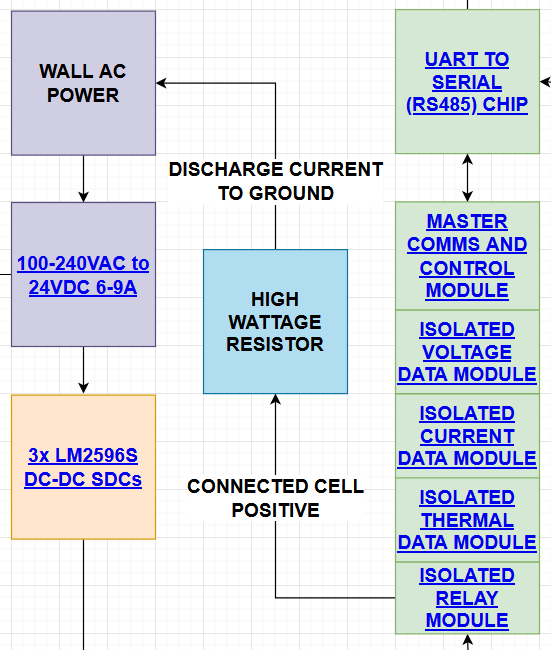 WALL AC
POWER
UART TO
SERIAL
(RS485) CHIP
DISCHARGE CURRENT
TO GROUND
100-240VAC to
24VDC 6-9A
HIGH
WATTAGE
RESISTOR
MASTER
COMMS AND
CONTROL
MODULE
ISOLATED
VOLTAGE
DATA MODULE
ISOLATED
CURRENT
DATA MODULE
3x LM2596S
DC-DC SDCs
CONNECTED CELL
POSITIVE
ISOLATED
THERMAL
DATA MODULE
ISOLATED
RELAY
MODULE